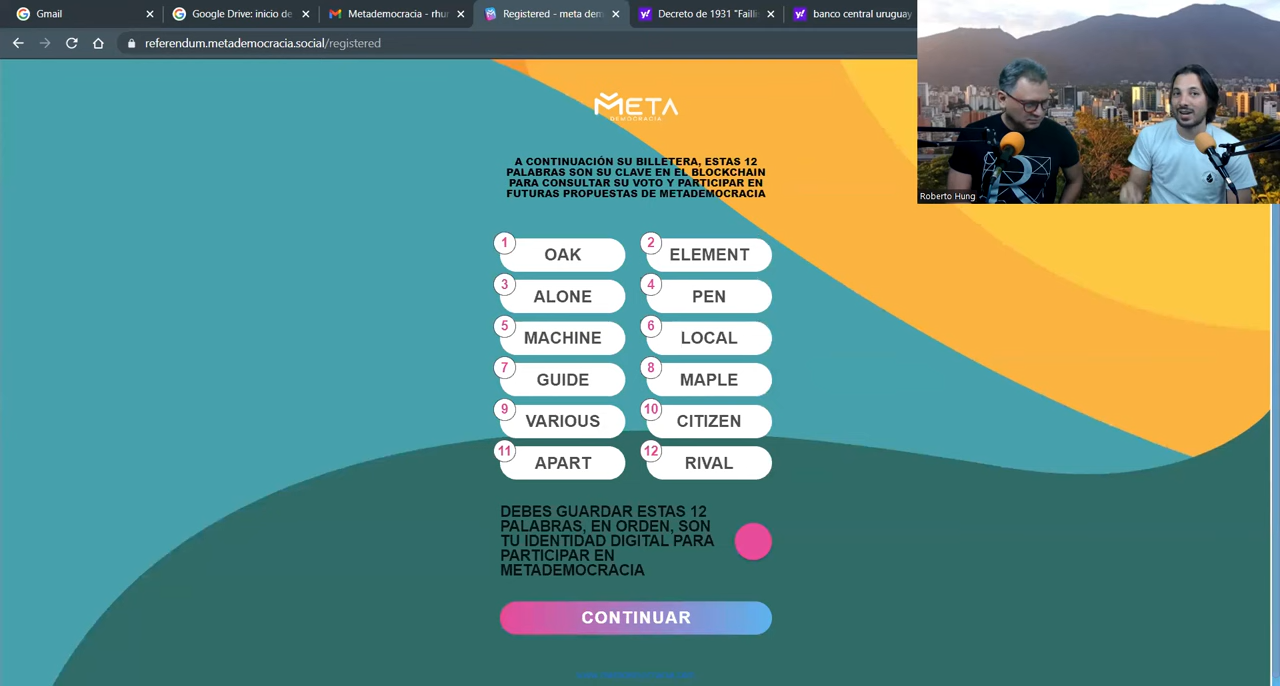 Gmail
Google Drive: inicio de
Metademocracia - rhur
Registered - meta dem
Decreto de 1931 "Failli
banco central uruguay
referendum.metademocracia.social/registered
META
DEMOCRACIA
A CONTINUACIÓN SU BILLETERA, ESTAS 12
PALABRAS SON SU CLAVE EN EL BLOCKCHAIN
PARA CONSULTAR SU VOTO Y PARTICIPAR EN
FUTURAS PROPUESTAS DE METADEMOCRACIA
Roberto Hung
1 OAK
2 ELEMENT
3 ALONE
4 PEN
5 MACHINE
6 LOCAL
7 GUIDE
8 MAPLE
9 VARIOUS
10 CITIZEN
11 APART
12 RIVAL
DEBES GUARDAR ESTAS 12
PALABRAS, EN ORDEN, SON
TU IDENTIDAD DIGITAL PARA
PARTICIPAR EN
METADEMOCRACIA
CONTINUAR